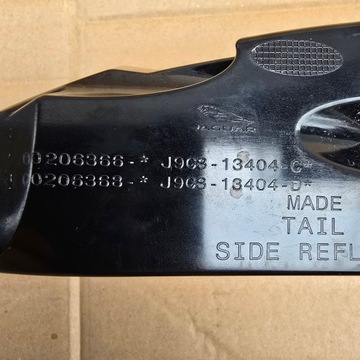 JAGUAR
00206366-* J9C3-13404-C*
00206368-* J9C3-13404-D*
MADE
TAIL
SIDE REFL